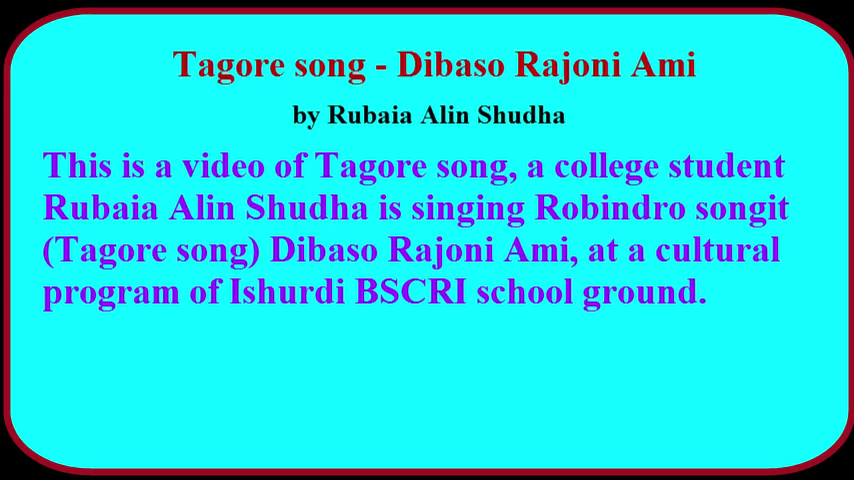 Tagore song - Dibaso Rajoni Ami
by Rubaia Alin Shudha
This is a video of Tagore song, a college student
Rubaia Alin Shudha is singing Robindro songit
(Tagore song) Dibaso Rajoni Ami, at a cultural
program of Ishurdi BSCRI school ground.